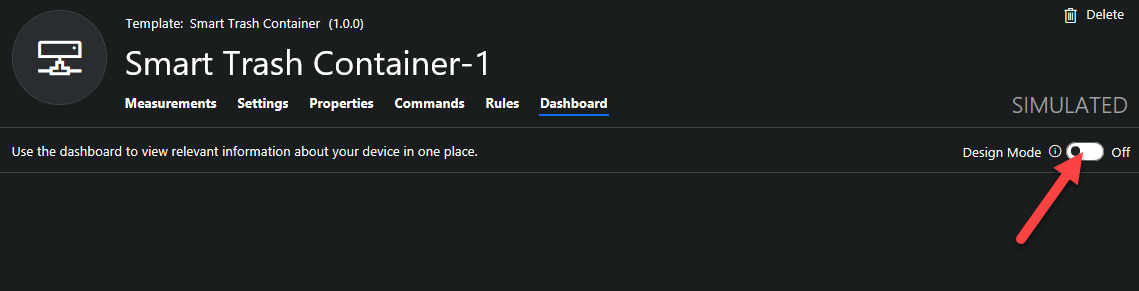 Template: Smart Trash Container (1.0.0)
Delete
Smart Trash Container-1
Measurements Settings Properties Commands Rules Dashboard
SIMULATED
Use the dashboard to view relevant information about your device in one place.
Design Mode Off